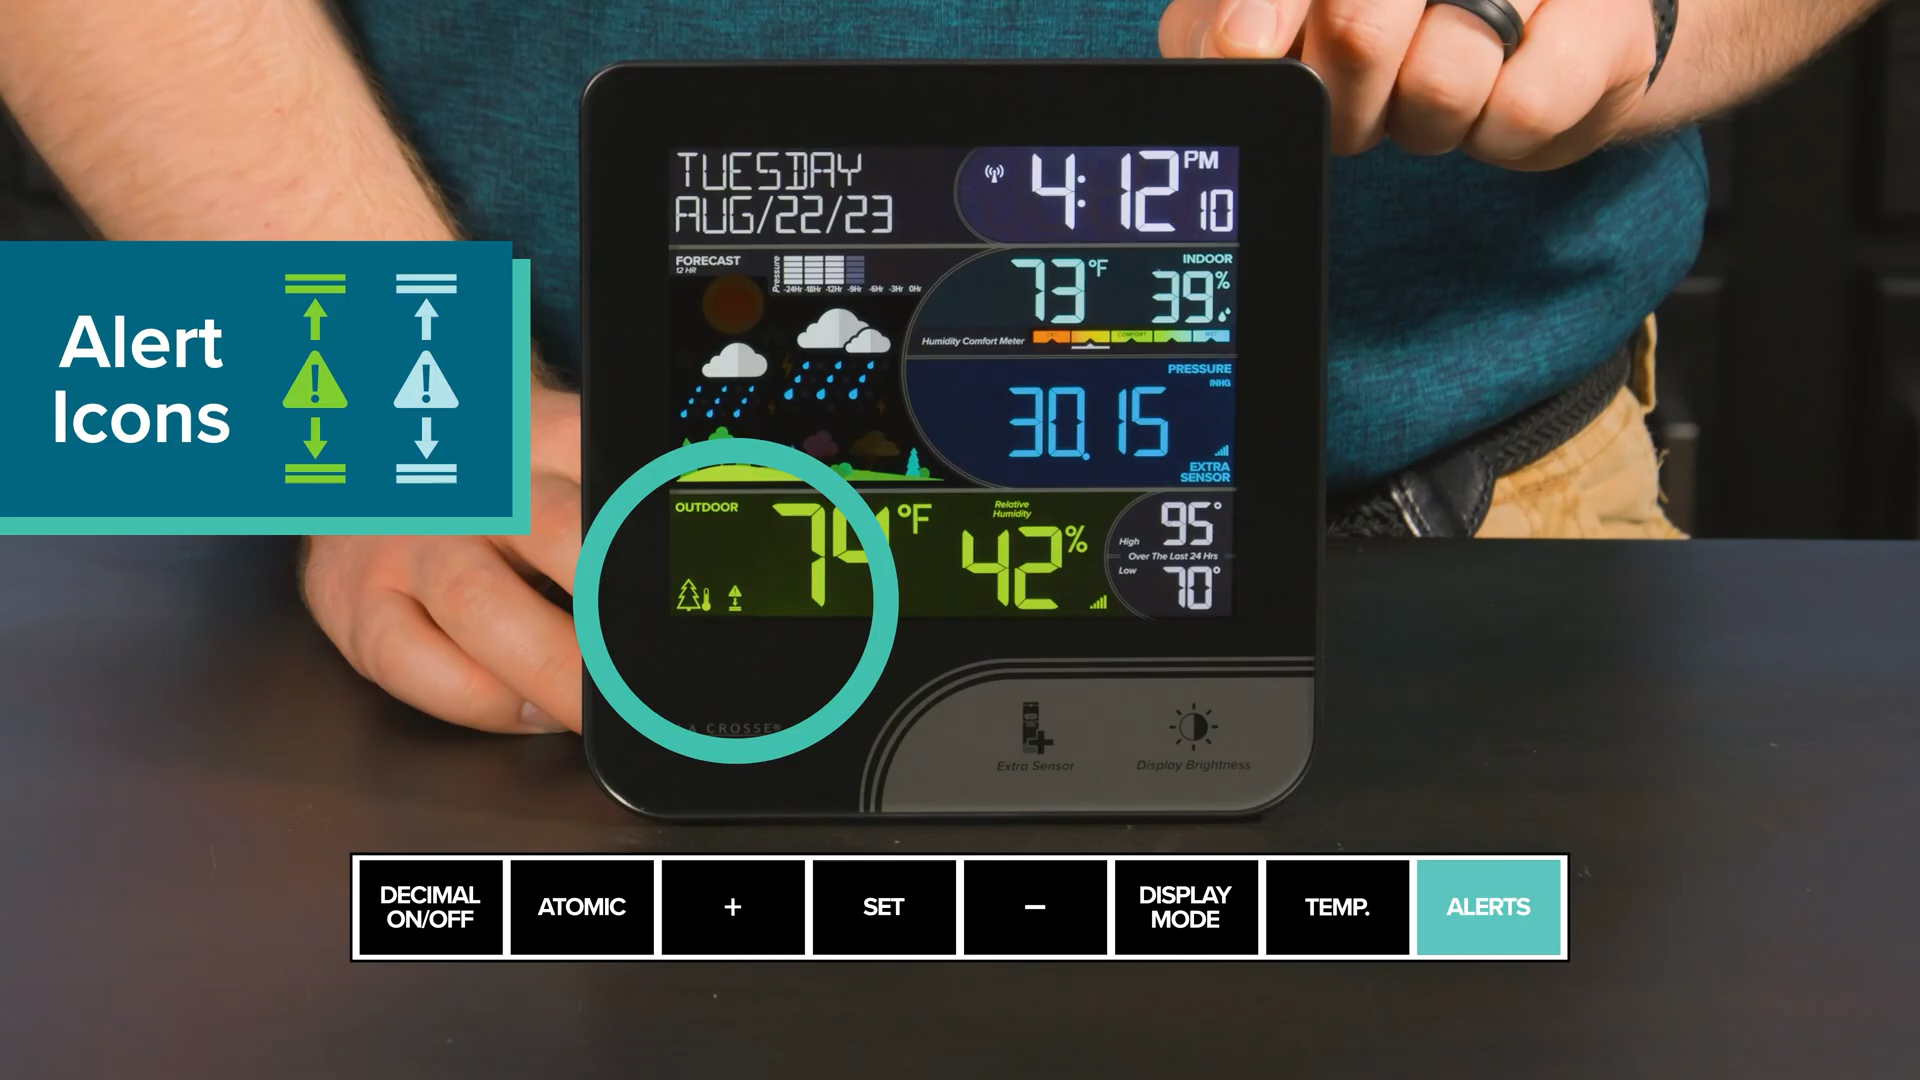 Alert
Icons
TUESDAY
AUG/22/23
4:12 PM
10
FORECAST
12 HR
Pressure
-24Hr -18Hr -12Hr -9Hr -6Hr -3Hr 0Hr
INDOOR
73°F 39%
Humidity Comfort Meter
COMFORT
PRESSURE
INHG
30.15
EXTRA
SENSOR
OUTDOOR
°F
Relative
Humidity
42%
95°
High
Over The Last 24 Hrs
Low
70°
LA CROSSE®
Extra Sensor
Display Brightness
DECIMAL
ON/OFF
ATOMIC
+
SET
−
DISPLAY
MODE
TEMP.
ALERTS